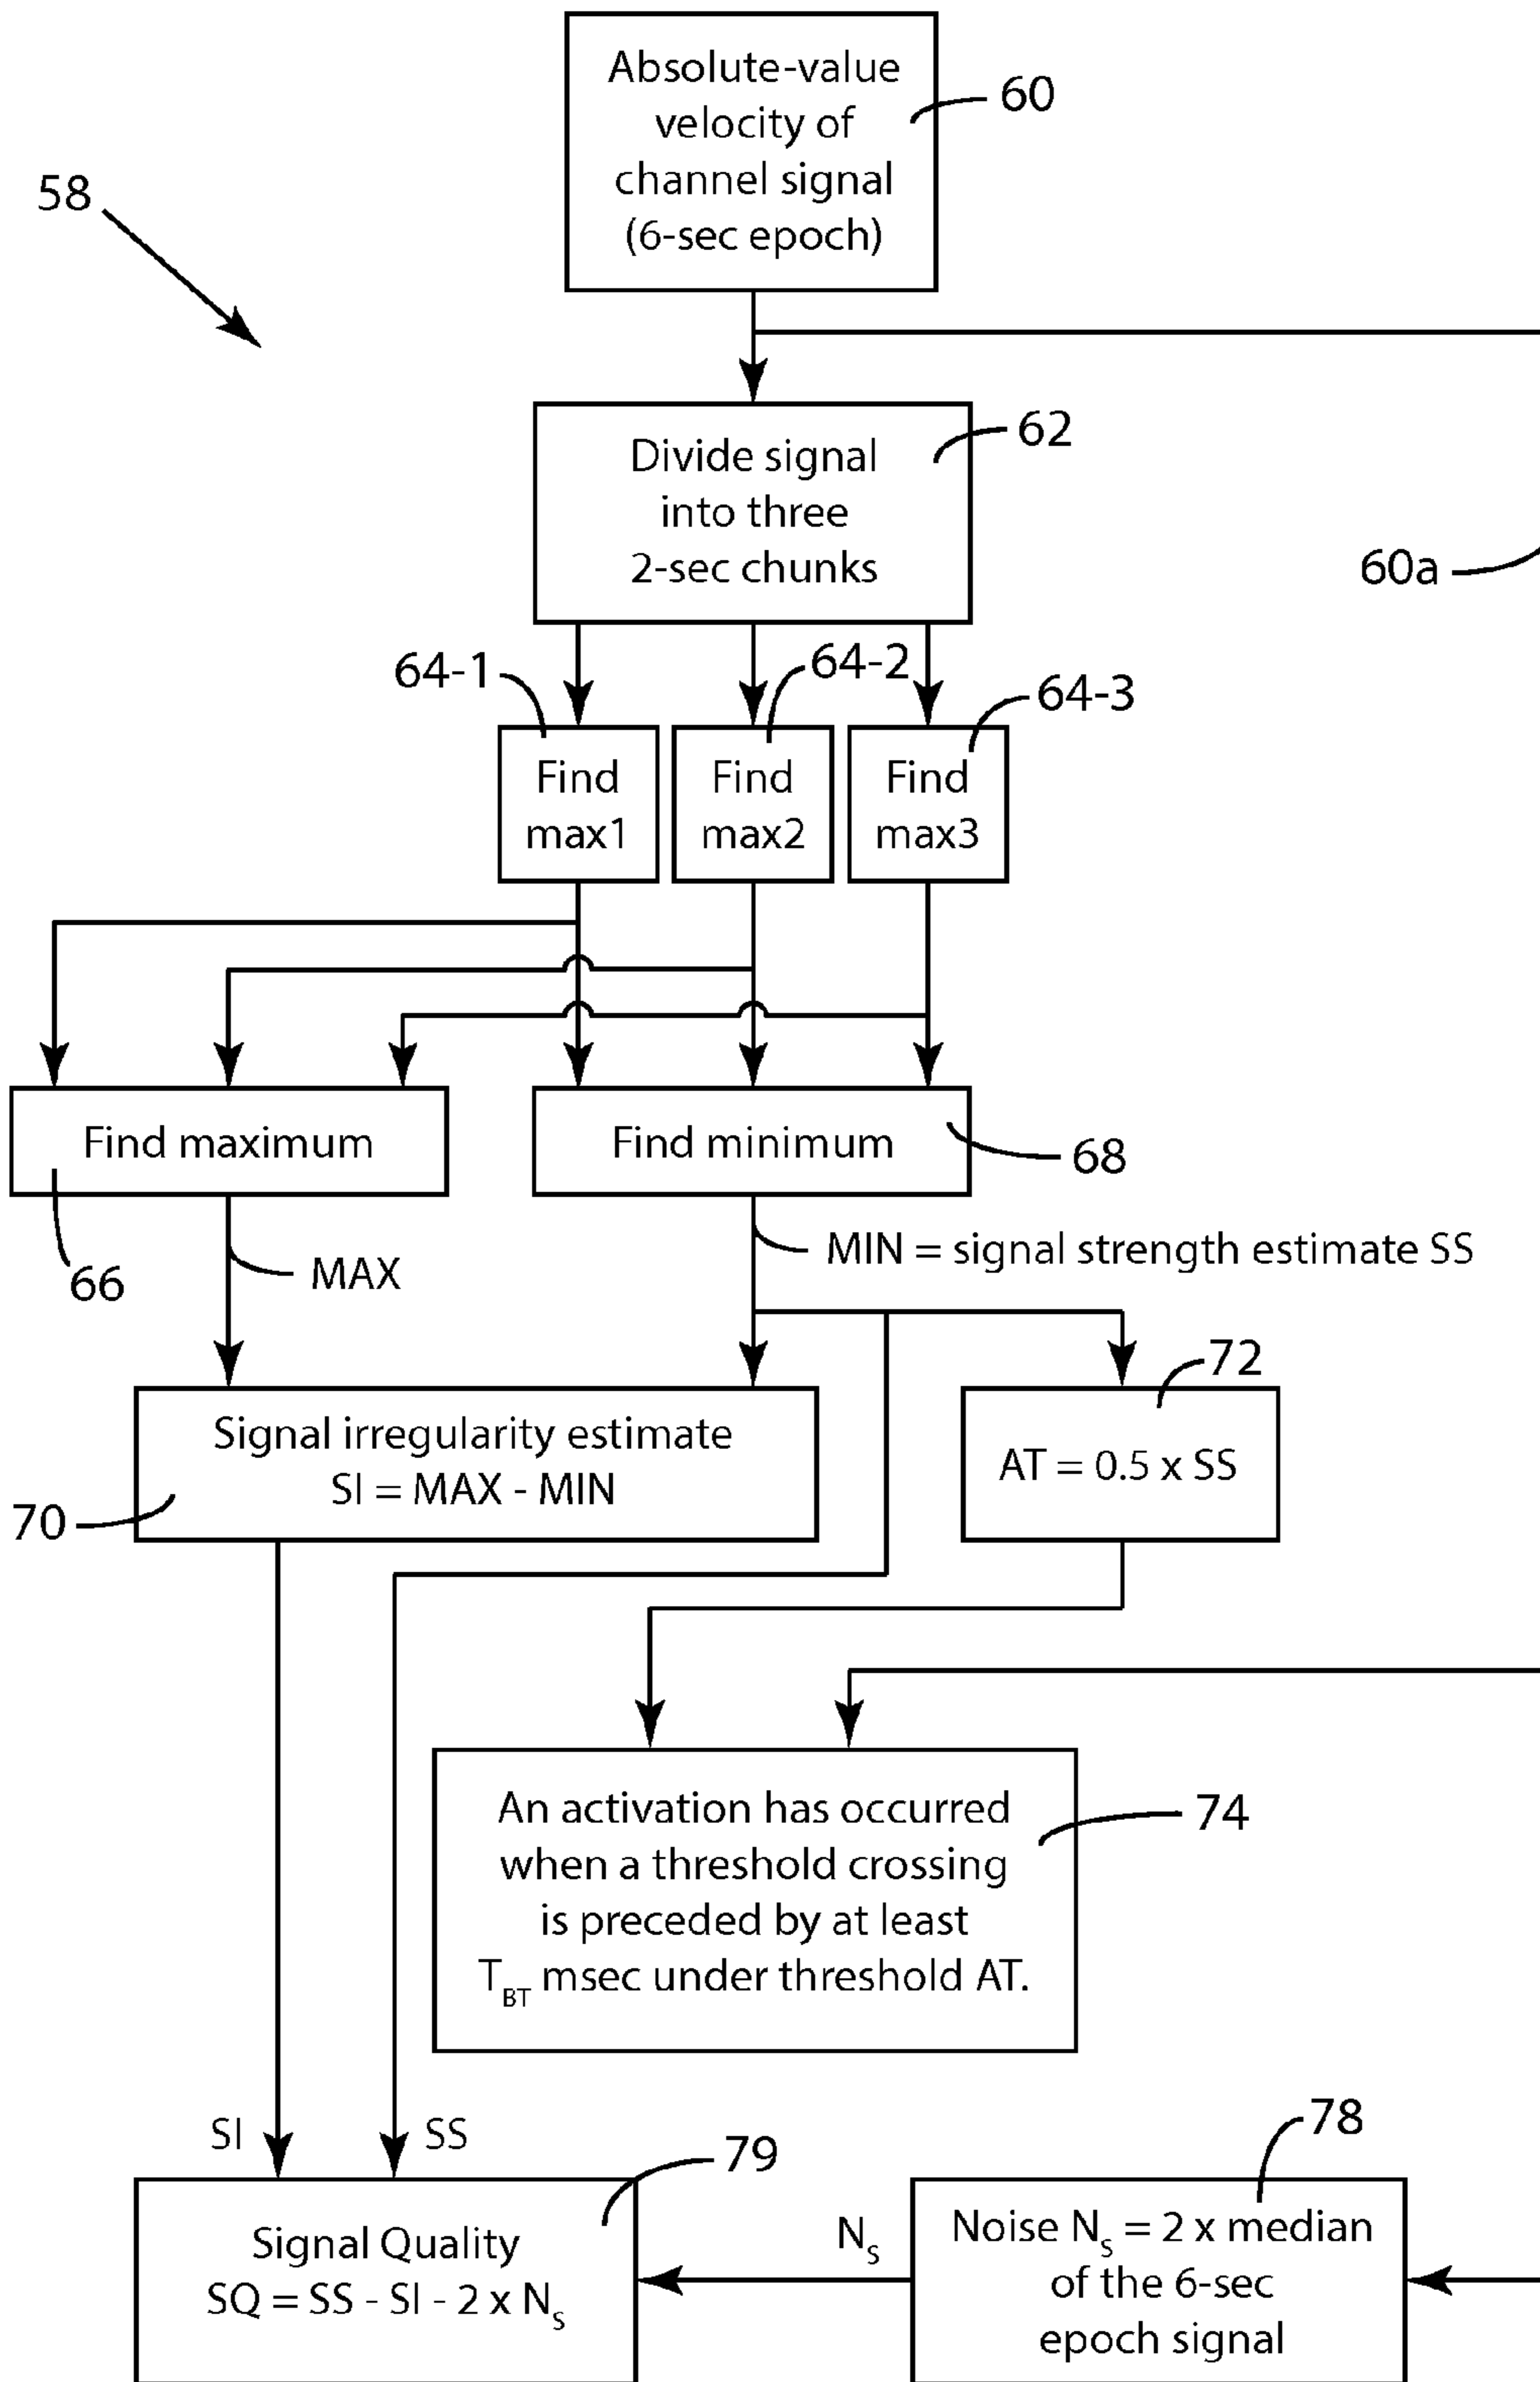 Absolute-value
velocity of
channel signal
(6-sec epoch)
60
58
Divide signal
into three
2-sec chunks
62
60a
64-1
64-2
64-3
Find
max1
Find
max2
Find
max3
Find maximum
Find minimum
68
66
MAX
MIN = signal strength estimate SS
72
Signal irregularity estimate
SI = MAX - MIN
AT = 0.5 x SS
70
An activation has occurred
when a threshold crossing
is preceded by at least
T_BT msec under threshold AT.
74
SI
SS
79
78
Signal Quality
SQ = SS - SI - 2 x N_S
N_S
Noise N_S = 2 x median
of the 6-sec
epoch signal